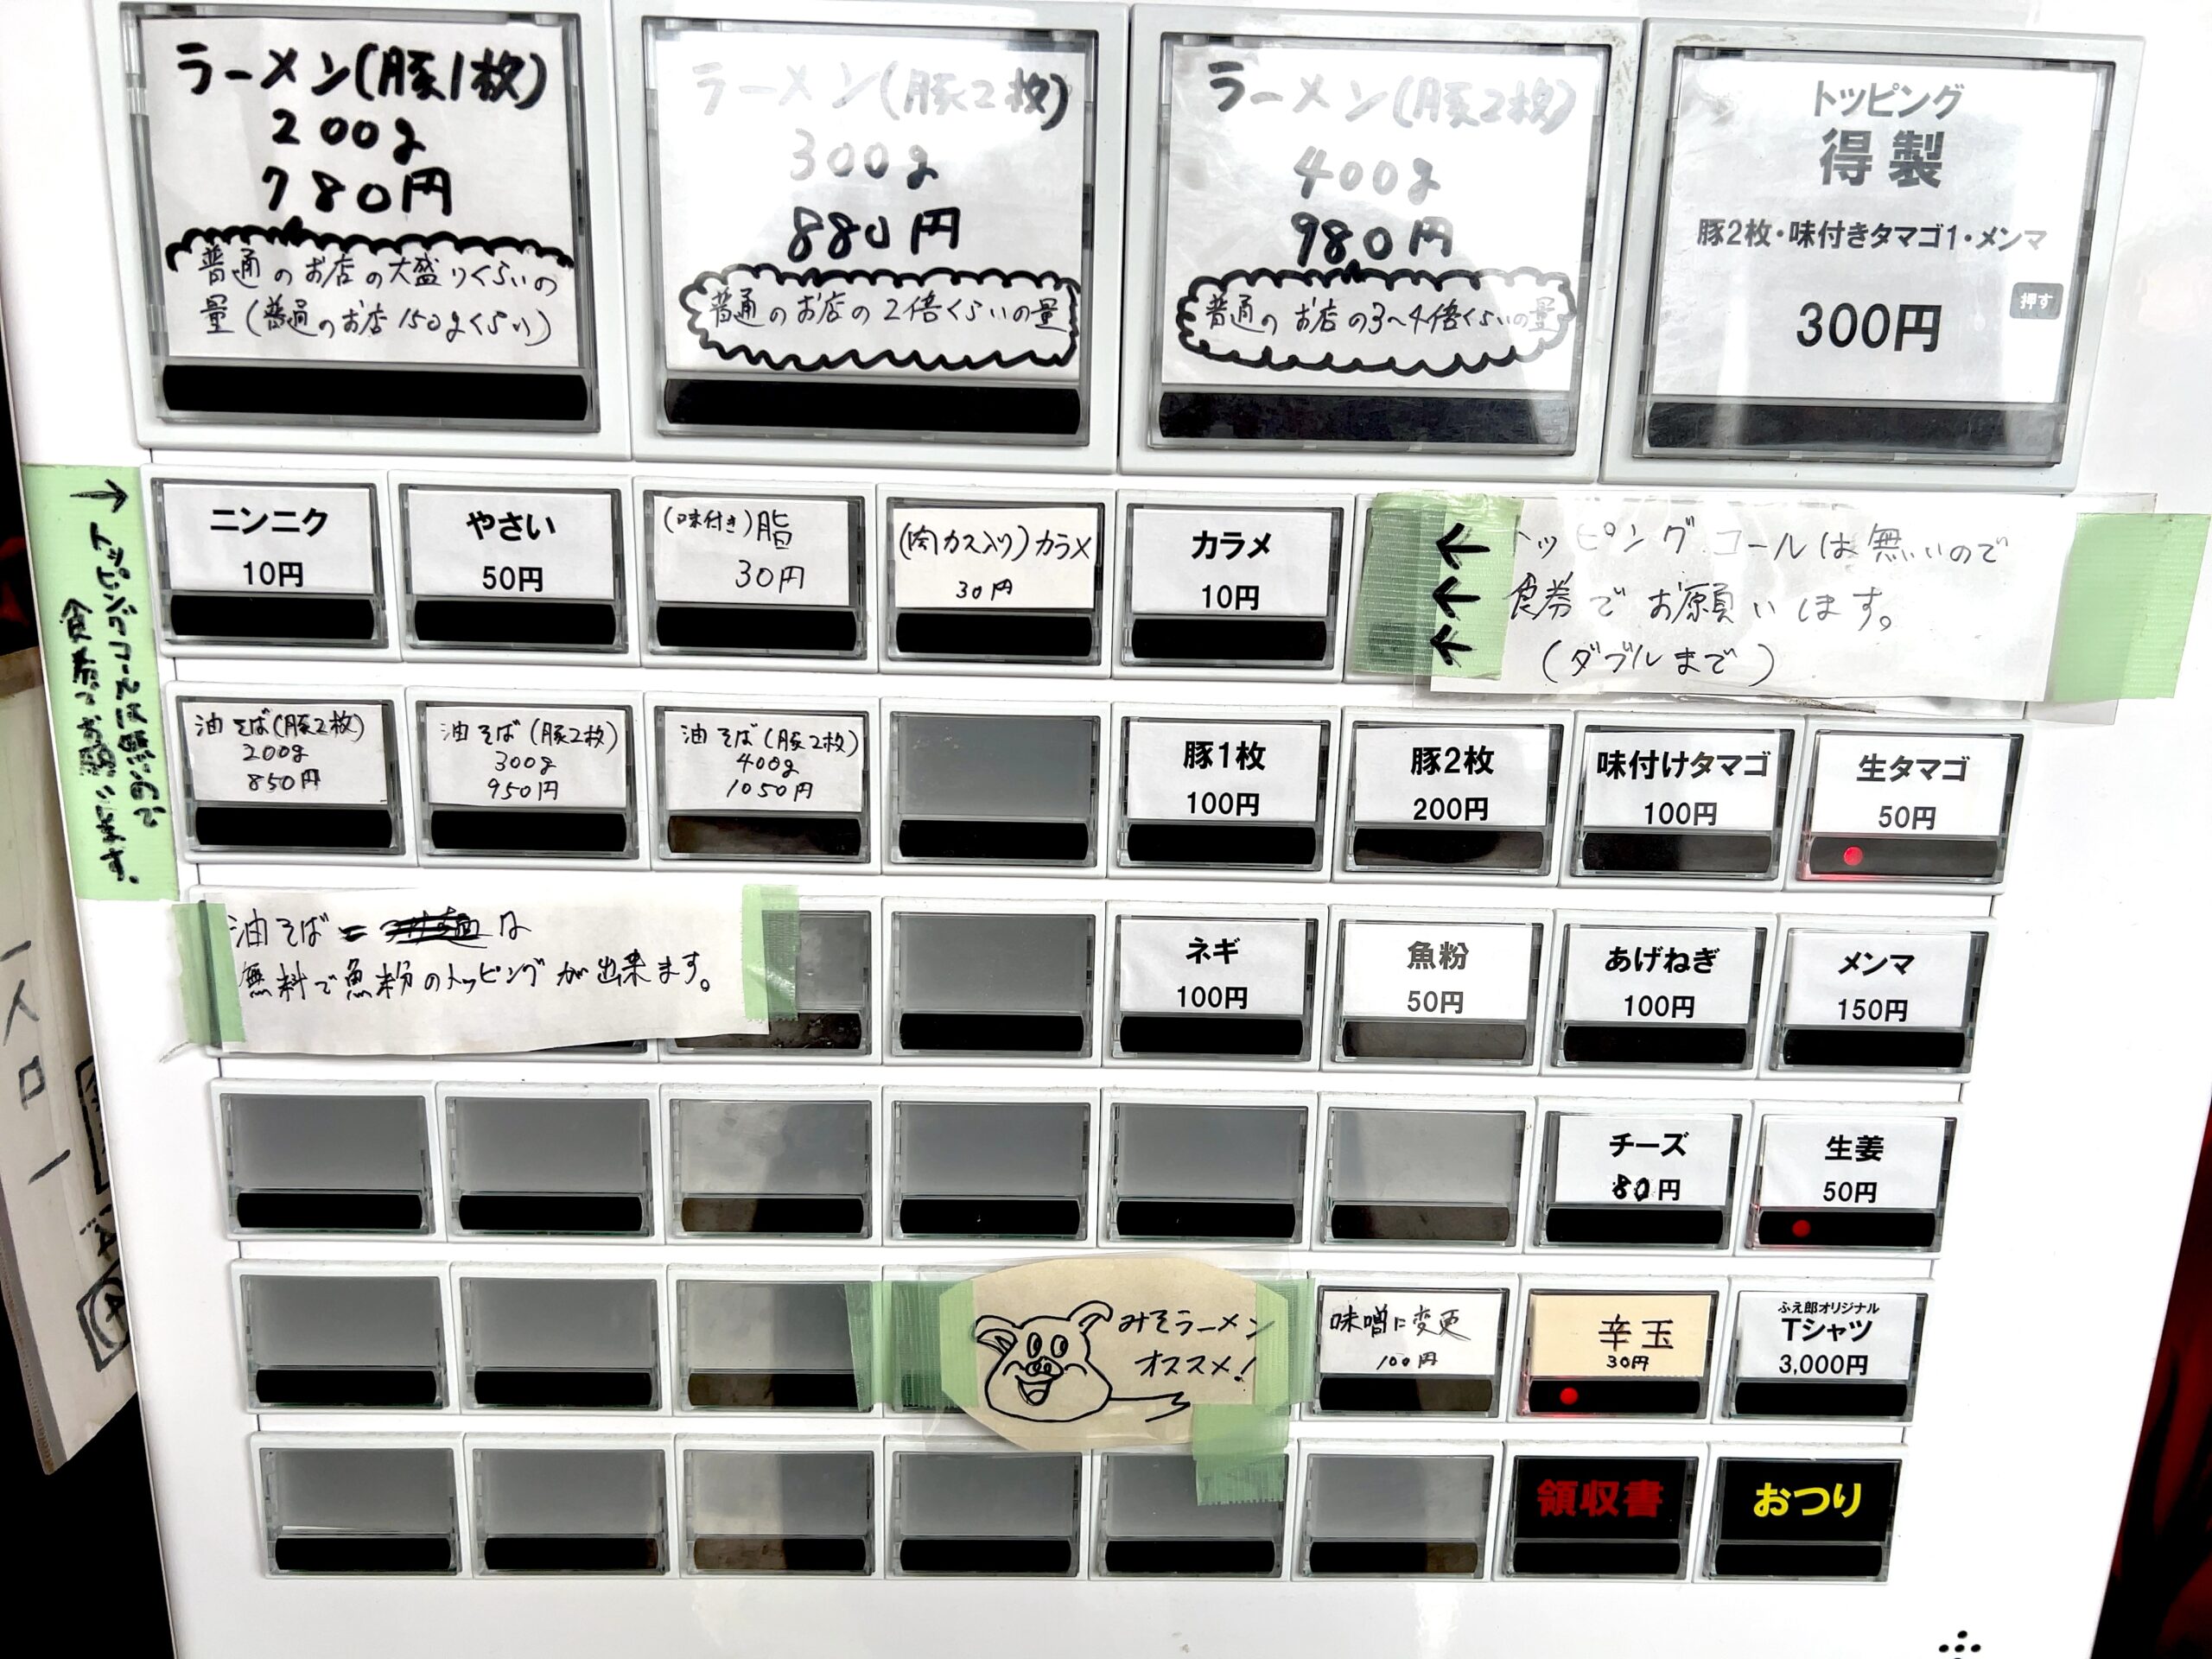 ラーメン(豚1枚)
200g
780円
普通のお店の大盛りくらいの
量(普通のお店150gくらい)
ラーメン(豚2枚)
300g
880円
普通のお店の2倍くらいの量
ラーメン(豚2枚)
400g
980円
普通のお店の3〜4倍くらいの量
トッピング
得製
豚2枚・味付きタマゴ1・メンマ
300円
押す
→トッピングコールは無いので
食券でお願いします。
ニンニク
10円
やさい
50円
(味付き)脂
30円
(肉カス入り)カラメ
30円
カラメ
10円
← トッピングコールは無いので
← 食券でお願いします。
← (ダブルまで)
油そば(豚2枚)
200g
850円
油そば(豚2枚)
300g
950円
油そば(豚2枚)
400g
1050円
豚1枚
100円
豚2枚
200円
味付けタマゴ
100円
生タマゴ
50円
油そば は
無料で魚粉のトッピングが出来ます。
ネギ
100円
魚粉
50円
あげねぎ
100円
メンマ
150円
チーズ
80円
生姜
50円
みそラーメン
オススメ!
味噌に変更
100円
辛玉
30円
ふえ郎オリジナル
Tシャツ
3,000円
領収書
おつり